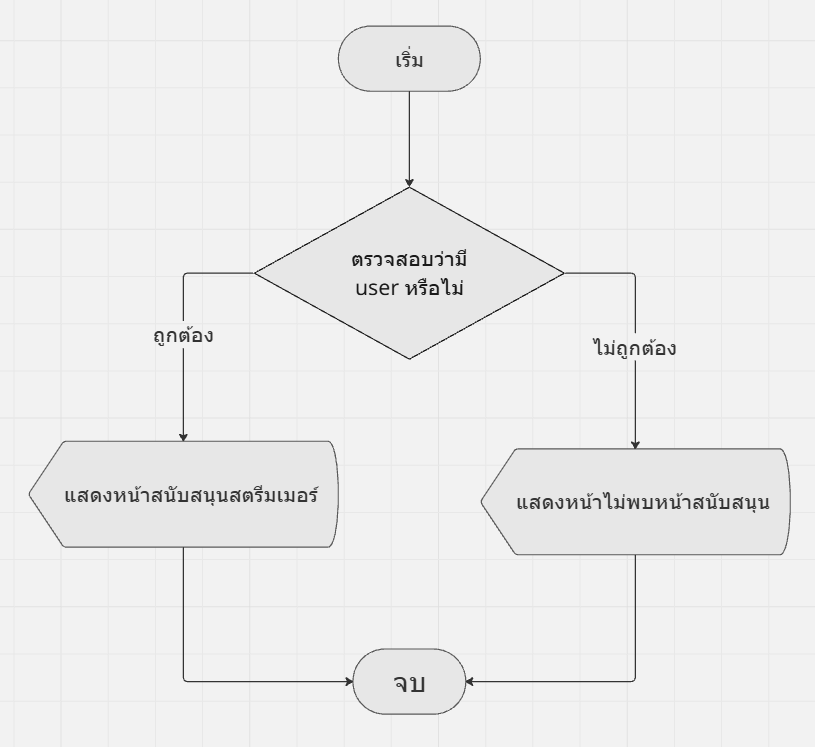 เริ่ม
ตรวจสอบว่ามี
user หรือไม่
ถูกต้อง
ไม่ถูกต้อง
แสดงหน้าสนับสนุนสตรีมเมอร์
แสดงหน้าไม่พบหน้าสนับสนุน
จบ